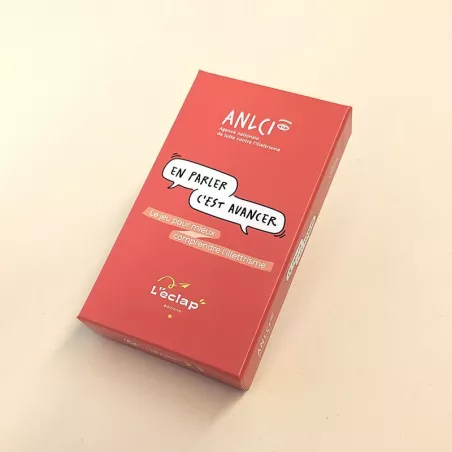 ANLCI
Agence nationale
de lutte contre l'illettrisme
EN PARLER
C'EST AVANCER
Le jeu pour mieux
comprendre l'illettrisme
L'éclap
ANLCI